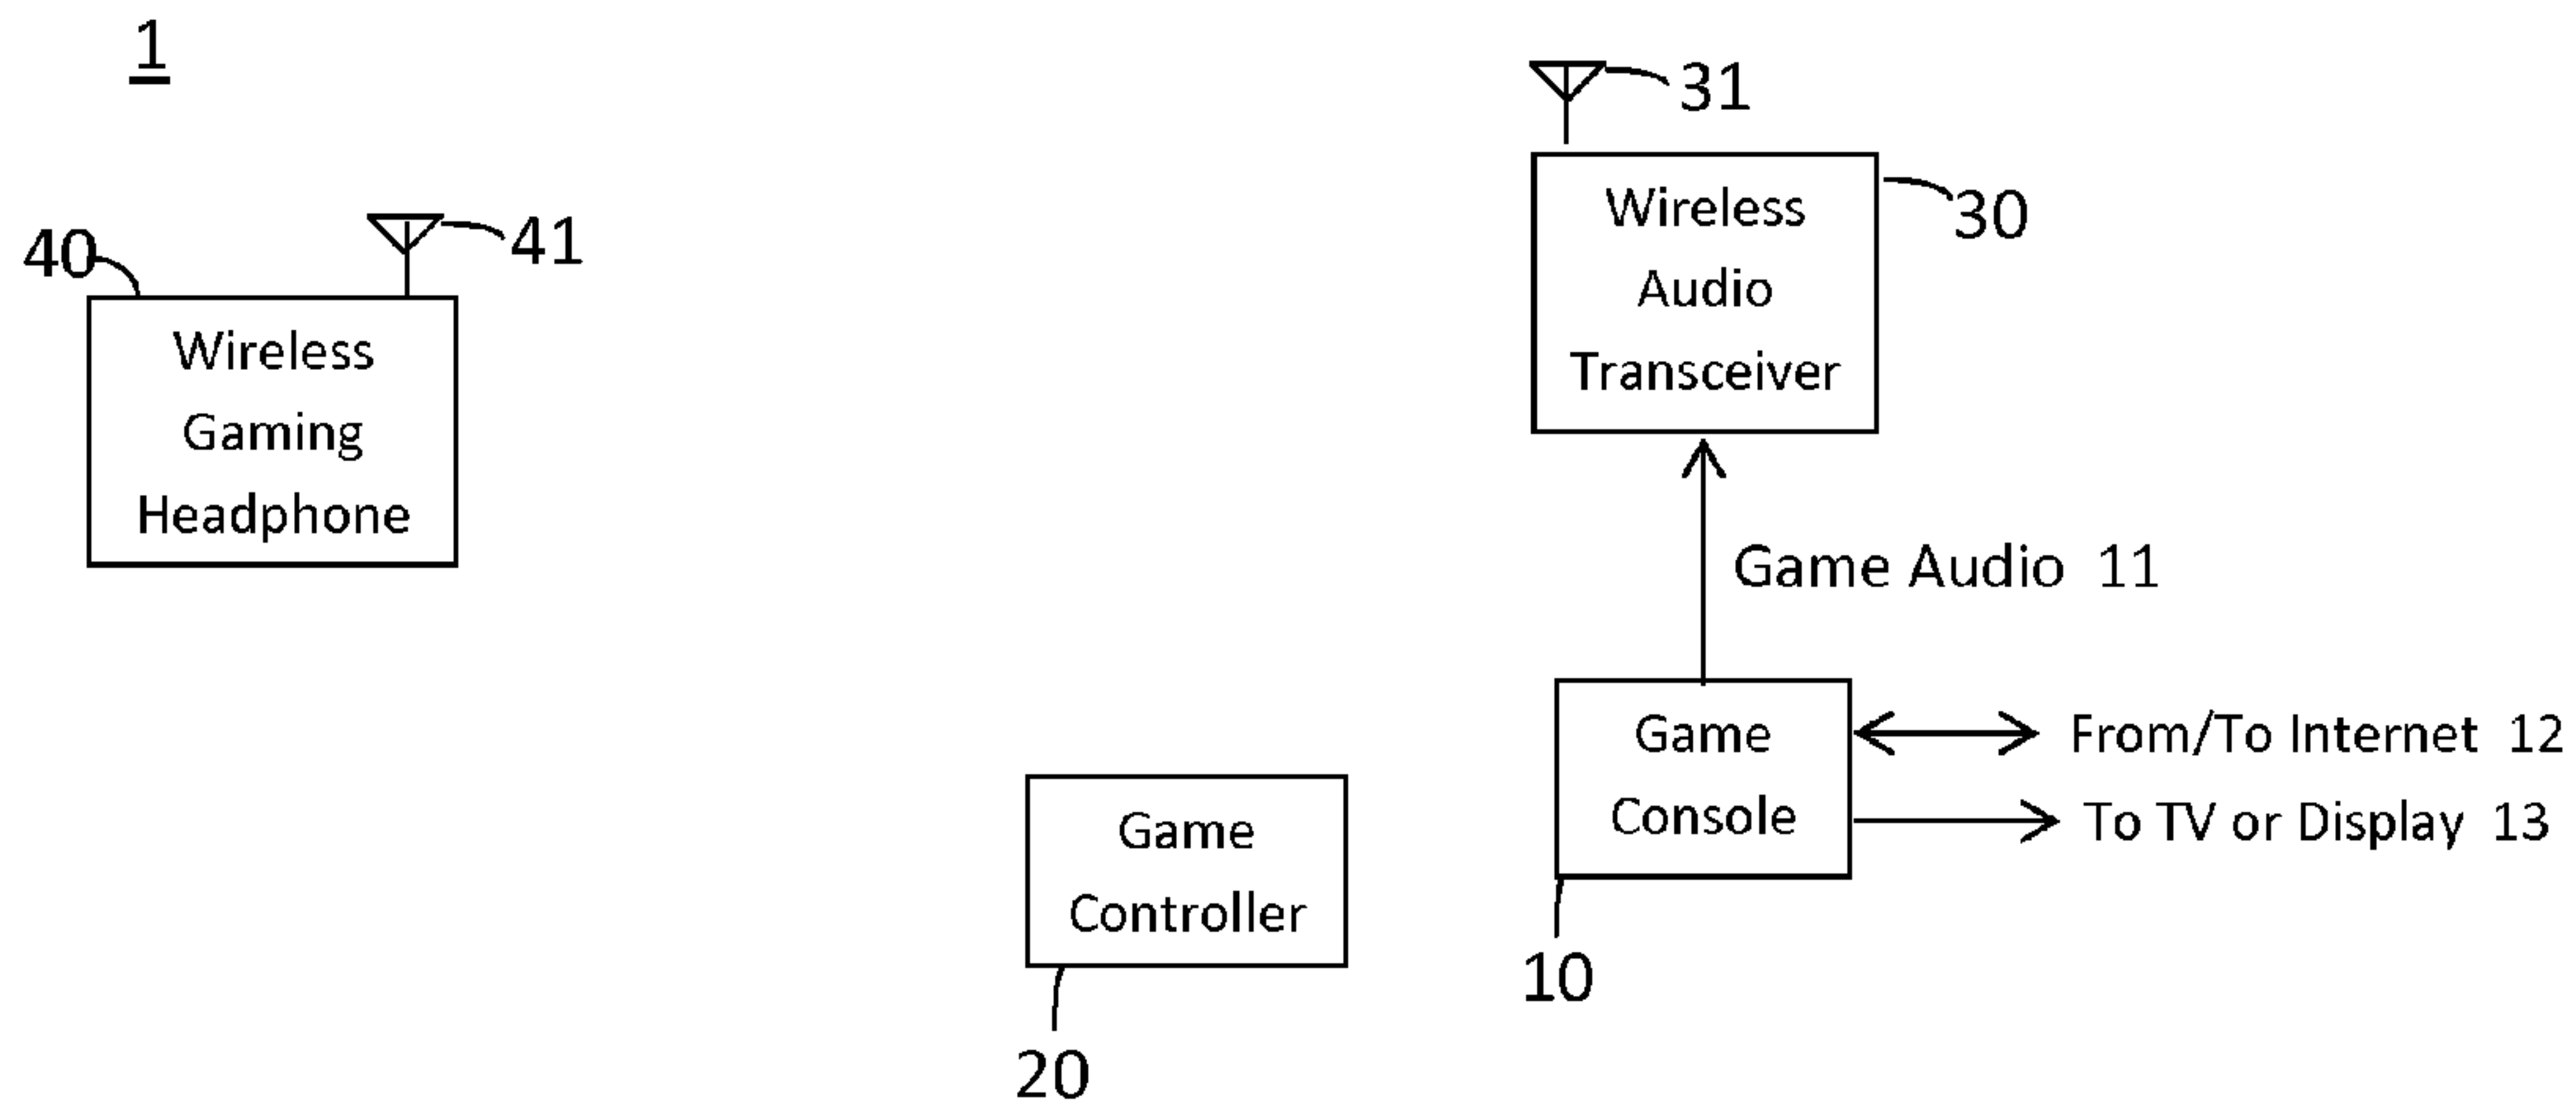 1
31
30
Wireless
Audio
Transceiver
40
41
Wireless
Gaming
Headphone
Game Audio 11
Game
Console
From/To Internet 12
To TV or Display 13
10
Game
Controller
20